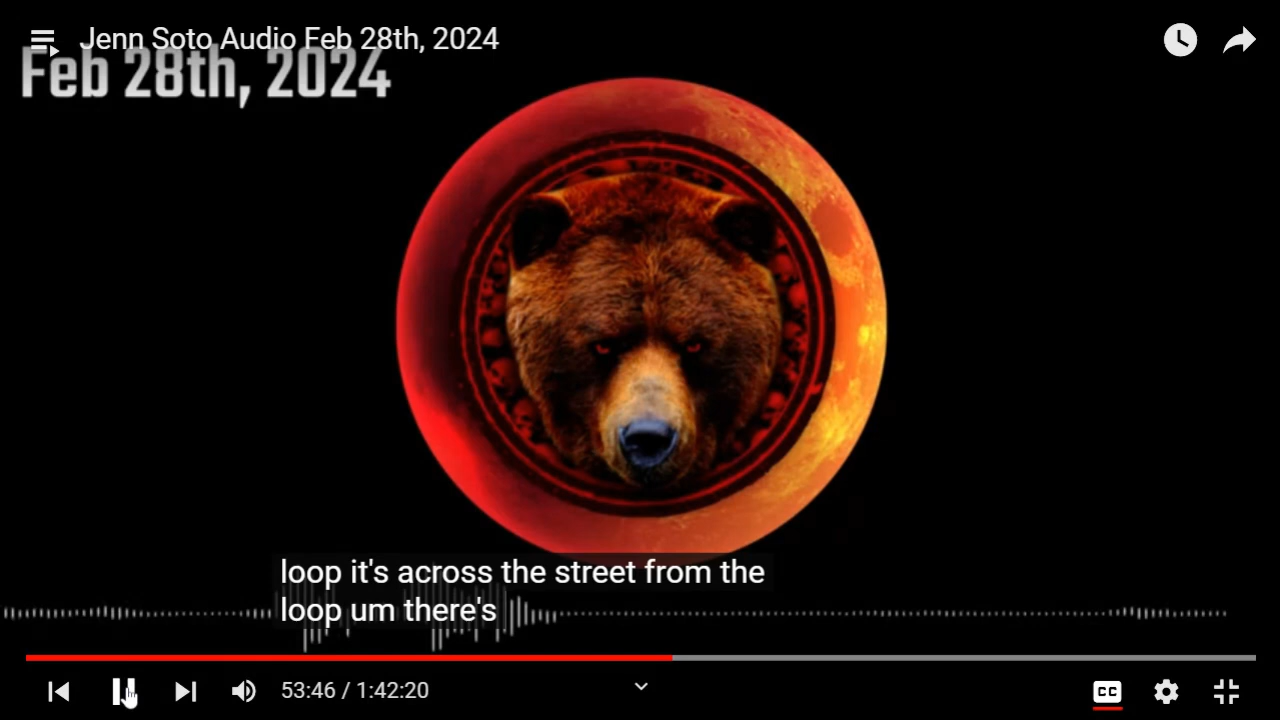 Jenn Soto Audio Feb 28th, 2024
Feb 28th, 2024
loop it's across the street from the
loop um there's
53:46 / 1:42:20
CC